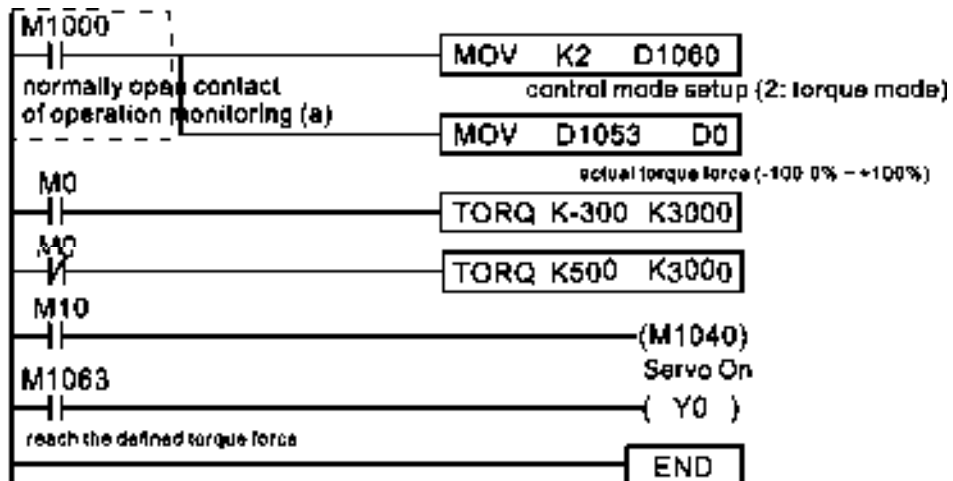 M1000
MOV K2 D1060
normally open contact
of operation monitoring (a)
control mode setup (2: torque mode)
MOV D1053 D0
actual torque force (-100.0% ~ +100%)
M0
TORQ K-300 K3000
M0
TORQ K500 K3000
M10
(M1040)
Servo On
M1063
( Y0 )
reach the defined torque force
END